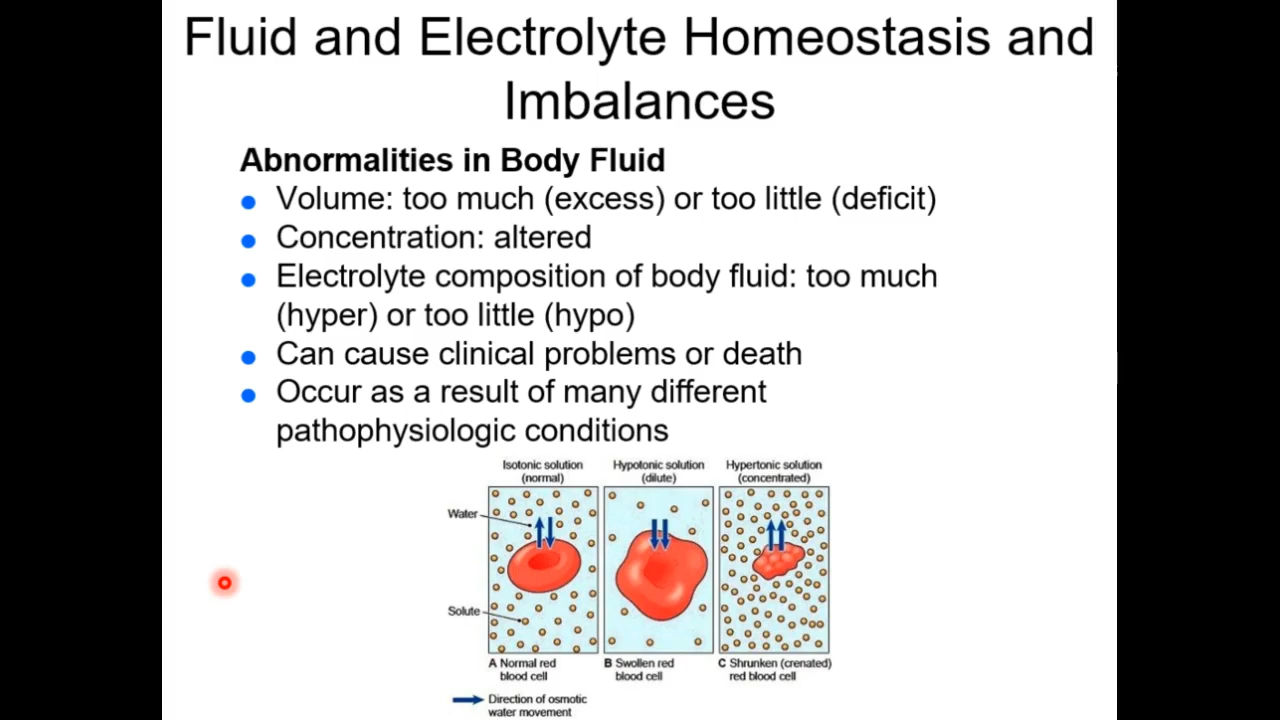 Fluid and Electrolyte Homeostasis and
Imbalances
Abnormalities in Body Fluid
Volume: too much (excess) or too little (deficit)
Concentration: altered
Electrolyte composition of body fluid: too much
(hyper) or too little (hypo)
Can cause clinical problems or death
Occur as a result of many different
pathophysiologic conditions
Isotonic solution
(normal)
Hypotonic solution
(dilute)
Hypertonic solution
(concentrated)
Water
Solute
A Normal red
blood cell
B Swollen red
blood cell
C Shrunken (crenated)
red blood cell
Direction of osmotic
water movement